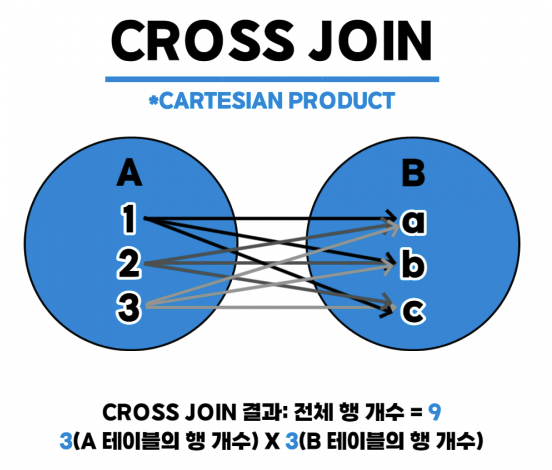 CROSS JOIN
*CARTESIAN PRODUCT
A B
1 a
2 b
3 c
CROSS JOIN 결과: 전체 행 개수 = 9
3(A 테이블의 행 개수) X 3(B 테이블의 행 개수)